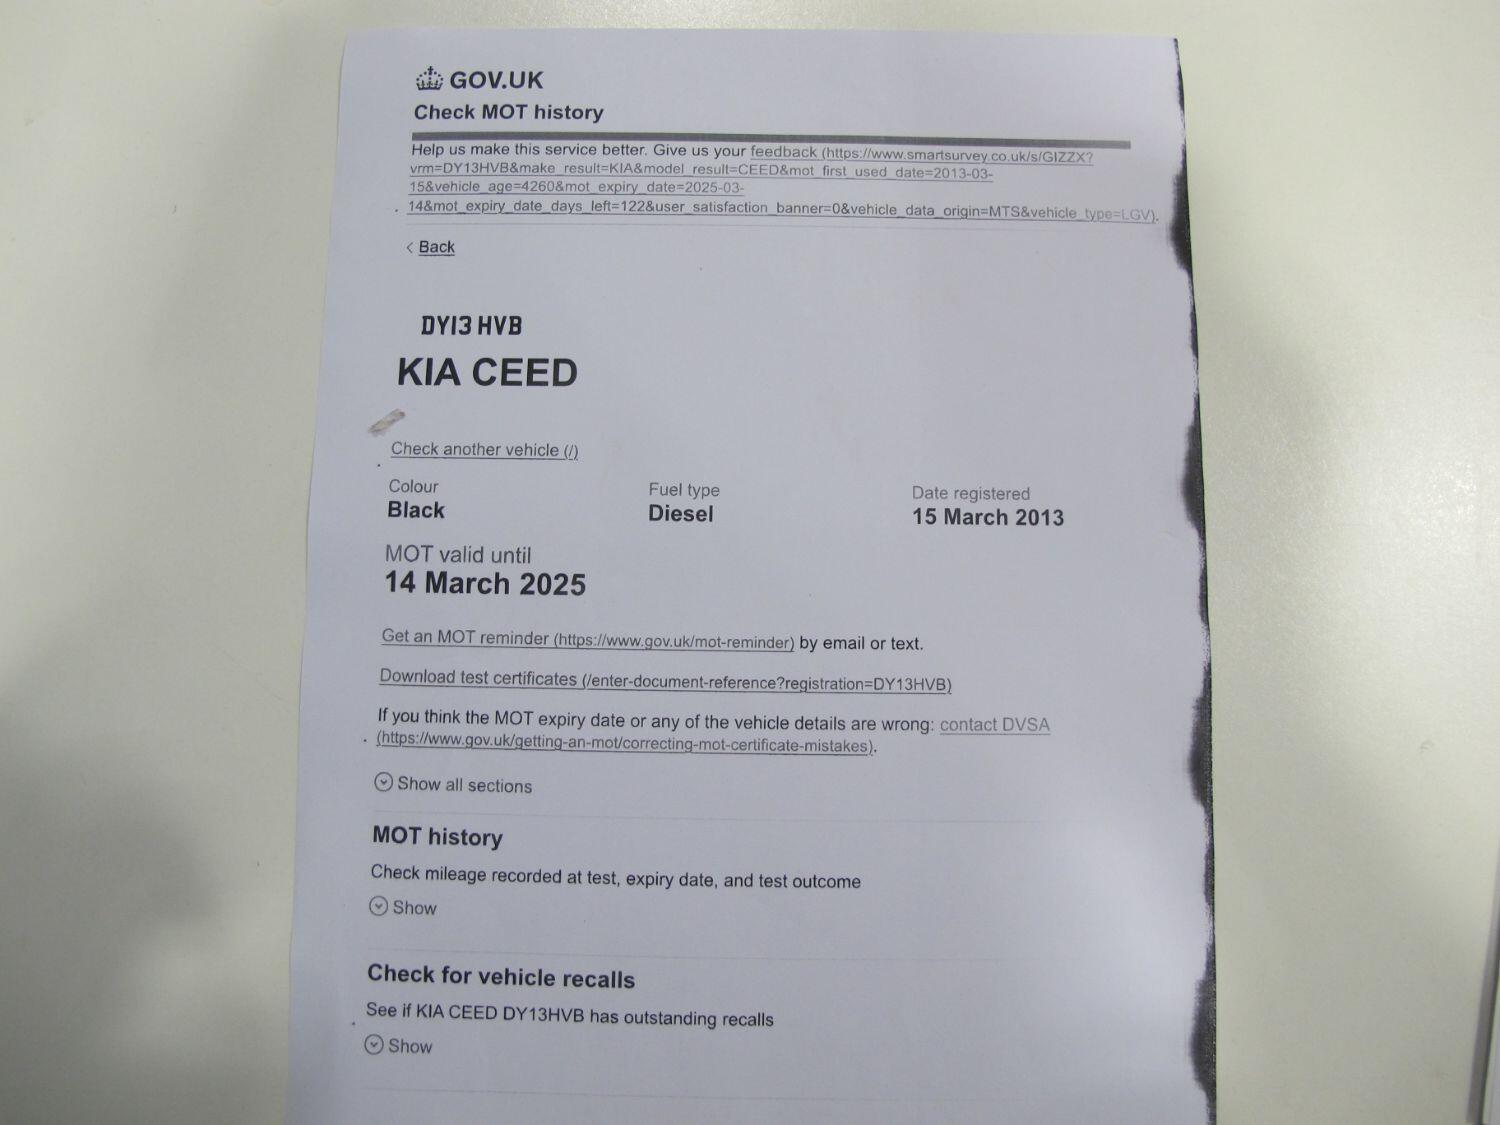 GOV.UK
Check MOT history
Help us make this service better. Give us your feedback (https://www.smartsurvey.co.uk/s/GIZZX?
vrm=DY13HVB&make_result=KIA&model_result=CEED&mot_first_used_date=2013-03-
15&vehicle_age=4260&mot_expiry_date=2025-03-
14&mot_expiry_date_days_left=122&user_satisfaction_banner=0&vehicle_data_origin=MTS&vehicle_type=LGV).
< Back
DY13 HVB
KIA CEED
Check another vehicle (/)
Colour Fuel type Date registered
Black Diesel 15 March 2013
MOT valid until
14 March 2025
Get an MOT reminder (https://www.gov.uk/mot-reminder) by email or text.
Download test certificates (/enter-document-reference?registration=DY13HVB)
If you think the MOT expiry date or any of the vehicle details are wrong: contact DVSA
(https://www.gov.uk/getting-an-mot/correcting-mot-certificate-mistakes).
Show all sections
MOT history
Check mileage recorded at test, expiry date, and test outcome
Show
Check for vehicle recalls
See if KIA CEED DY13HVB has outstanding recalls
Show